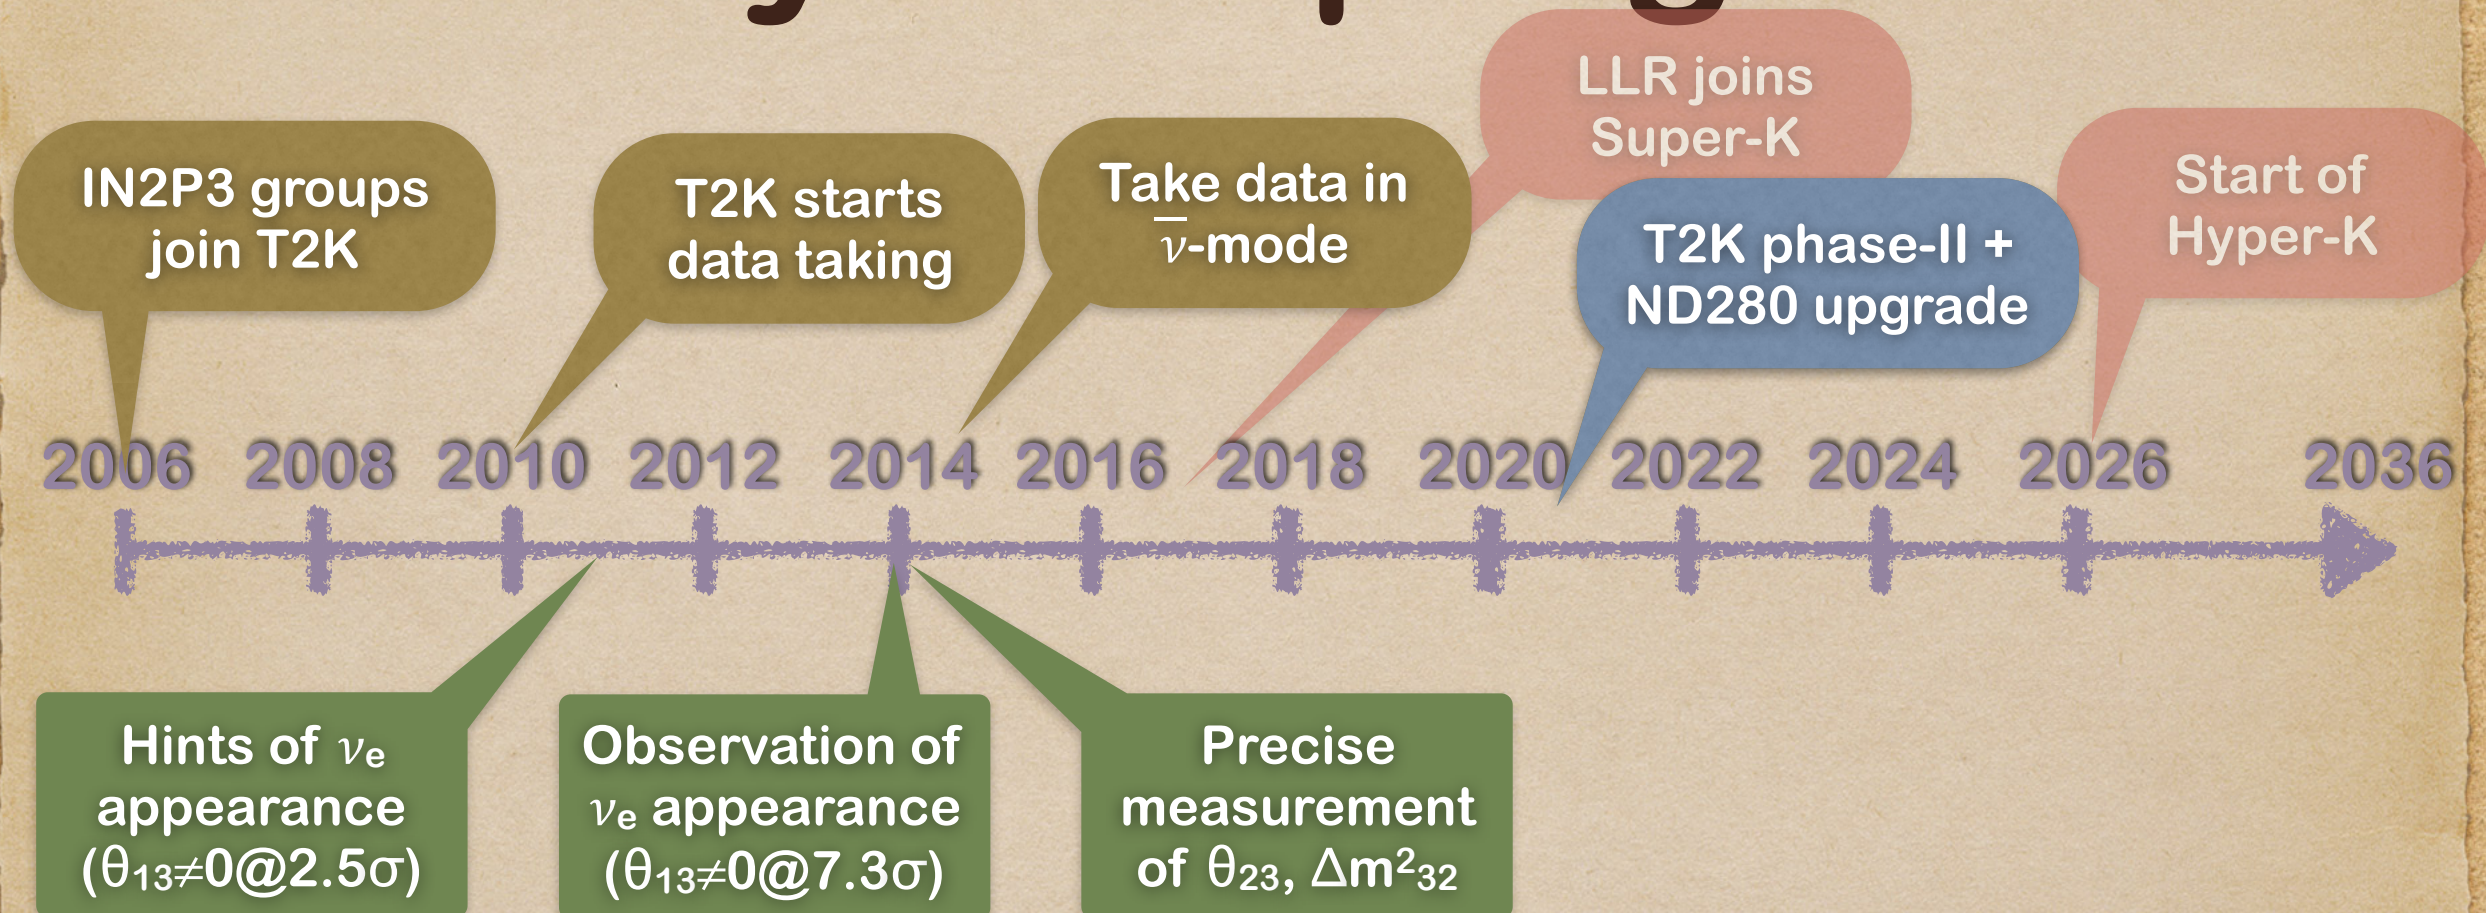 LLR joins
Super-K
IN2P3 groups
join T2K
T2K starts
data taking
Take data in
ν̅-mode
T2K phase-II +
ND280 upgrade
Start of
Hyper-K
2006 2008 2010 2012 2014 2016 2018 2020 2022 2024 2026 2036
Hints of νe
appearance
(θ13≠0@2.5σ)
Observation of
νe appearance
(θ13≠0@7.3σ)
Precise
measurement
of θ23, Δm²32